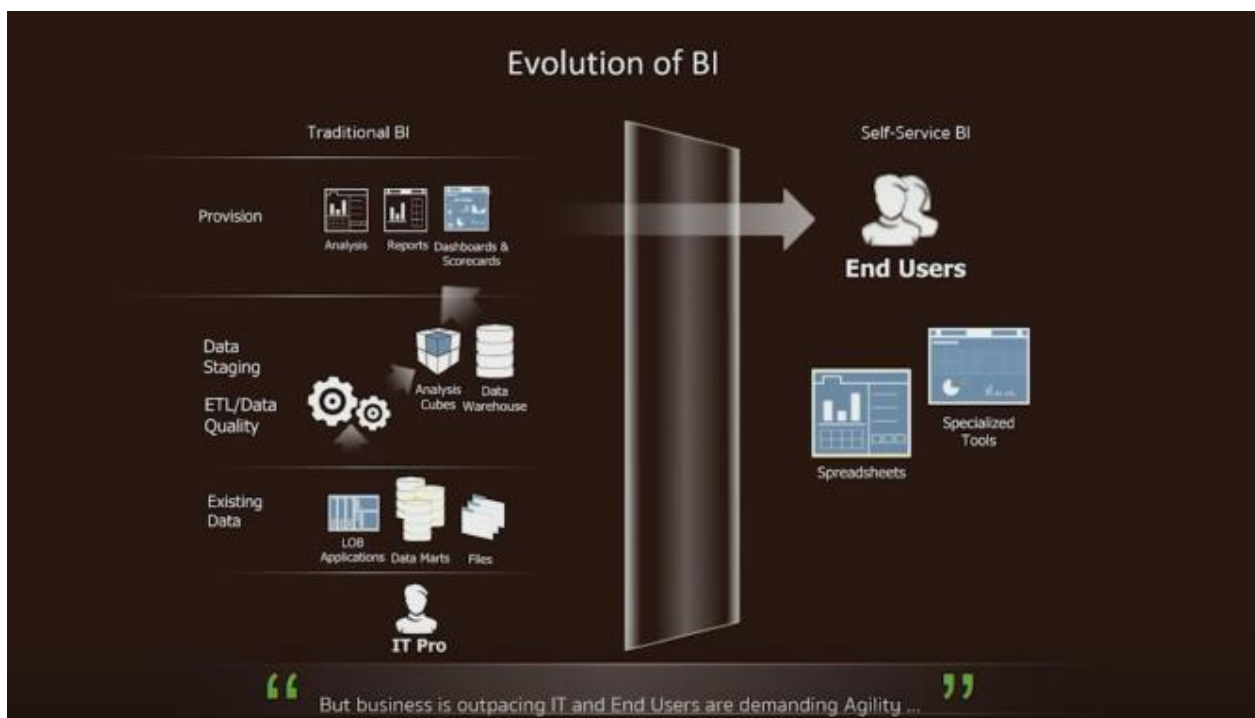 Evolution of BI
Traditional BI
Self-Service BI
Provision
Analysis
Reports
Dashboards &
Scorecards
End Users
Data
Staging
ETL/Data
Quality
Analysis
Cubes
Data
Warehouse
Specialized
Tools
Spreadsheets
Existing
Data
LOB
Applications
Data Marts
Files
IT Pro
“ But business is outpacing IT and End Users are demanding Agility ... ”